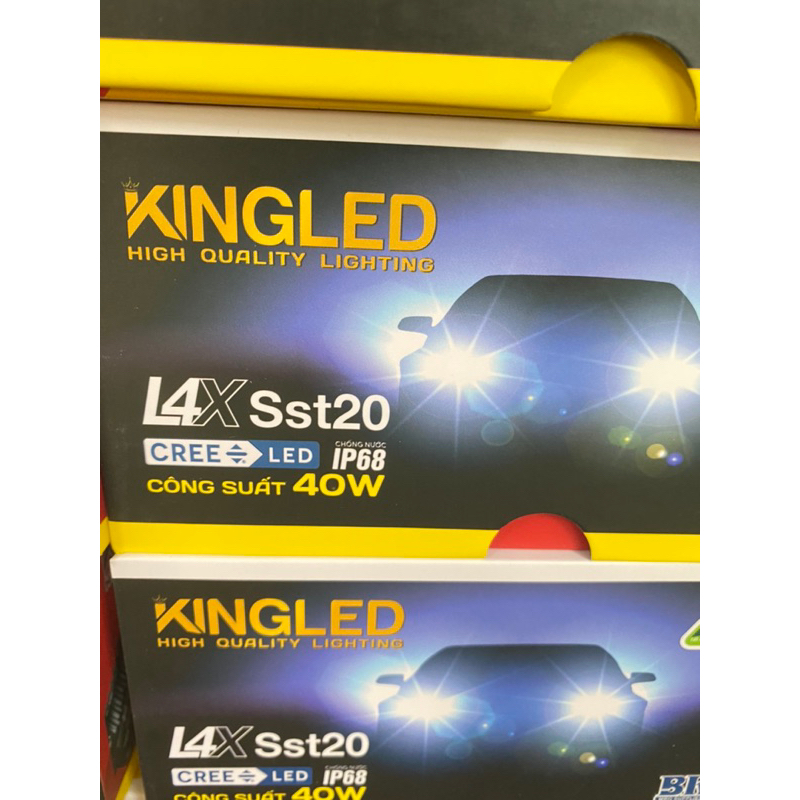 KINGLED
HIGH QUALITY LIGHTING
L4X Sst20
CREE LED
CHỐNG NƯỚC
IP68
CÔNG SUẤT 40W
KINGLED
HIGH QUALITY LIGHTING
L4X Sst20
CREE LED
CHỐNG NƯỚC
IP68
CÔNG SUẤT 40W